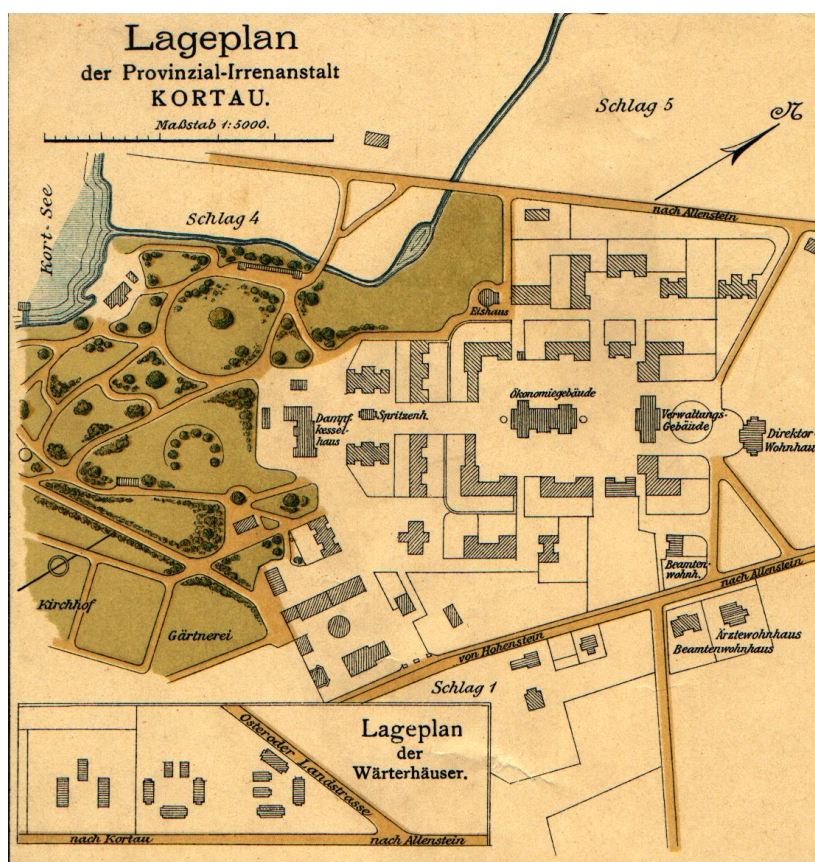 Lageplan
der Provinzial-Irrenanstalt
KORTAU.
Maßstab 1:5000.
Schlag 5
N
nach Allenstein
Schlag 4
Kort-See
Eishaus
Ökonomiegebäude
Dampf-
kessel-
haus
Spritzenh.
Verwaltungs-
Gebäude
Direktor-
Wohnhaus
Beamten-
wohnh.
nach Allenstein
von Hohenstein
Kirchhof
Gärtnerei
Ärztewohnhaus
Beamtenwohnhaus
Schlag 1
Lageplan
der
Wärterhäuser.
Osteroder Landstrasse
nach Kortau
nach Allenstein